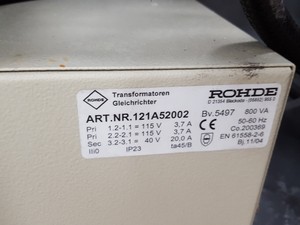 ROHDE
Transformatoren
Gleichrichter
ROHDE
ART.NR.121A52002
Bv.5497 800 VA
Pri 1.2-1.1 = 115 V 3,7 A 50-60 Hz
Pri 2.2-2.1 = 115 V 3,7 A Co.200369
Sec 3.2-3.1 = 40 V 20,0 A EN 61558-2-6
IP23 ta45/B Bj.11/04